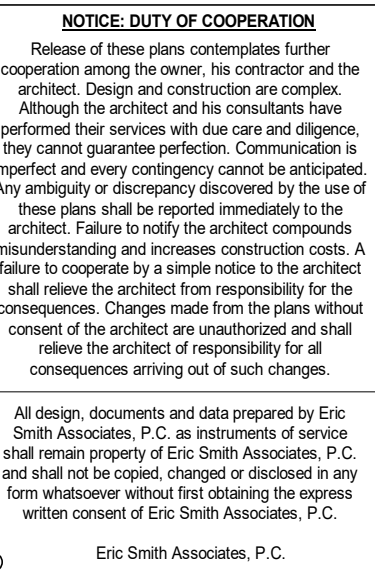 NOTICE: DUTY OF COOPERATION
Release of these plans contemplates further
cooperation among the owner, his contractor and the
architect. Design and construction are complex.
Although the architect and his consultants have
performed their services with due care and diligence,
they cannot guarantee perfection. Communication is
mperfect and every contingency cannot be anticipated.
Any ambiguity or discrepancy discovered by the use of
these plans shall be reported immediately to the
architect. Failure to notify the architect compounds
misunderstanding and increases construction costs. A
failure to cooperate by a simple notice to the architect
shall relieve the architect from responsibility for the
consequences. Changes made from the plans without
consent of the architect are unauthorized and shall
relieve the architect of responsibility for all
consequences arriving out of such changes.
All design, documents and data prepared by Eric
Smith Associates, P.C. as instruments of service
shall remain property of Eric Smith Associates, P.C.
and shall not be copied, changed or disclosed in any
form whatsoever without first obtaining the express
written consent of Eric Smith Associates, P.C.
Eric Smith Associates, P.C.